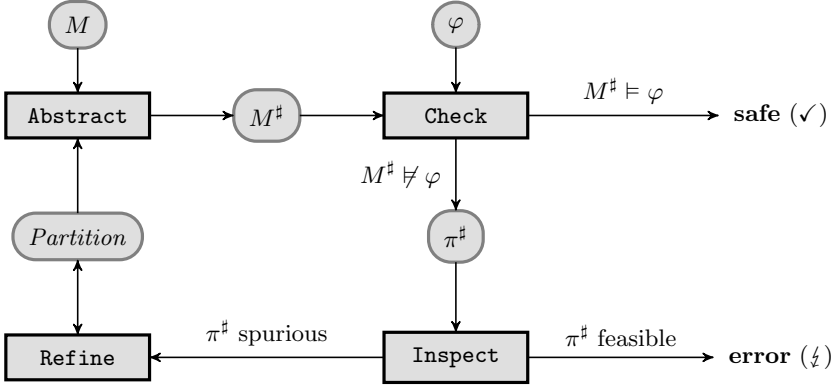 M
φ
Abstract
M♯
Check
M♯ ⊨ φ
safe (✓)
M♯ ⊭ φ
Partition
π♯
Refine
π♯ spurious
Inspect
π♯ feasible
error (↯)